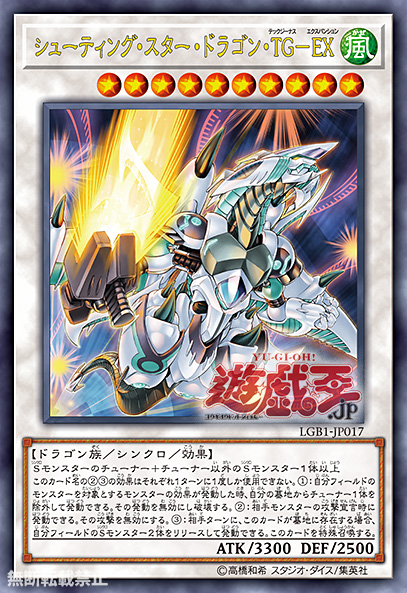 シューティング・スター・ドラゴン・TG－EX
テックジーナス エクスパンション
風
YU-GI-OH!
遊戯王
.JP
LGB1-JP017
【ドラゴン族／シンクロ／効果】
Sモンスターのチューナー＋チューナー以外のSモンスター1体以上
このカード名の②③の効果はそれぞれ1ターンに1度しか使用できない。①：自分フィールドの
モンスターを対象とするモンスターの効果が発動した時、自分の墓地からチューナー1体を
除外して発動できる。その発動を無効にし破壊する。②：相手モンスターの攻撃宣言時に
発動できる。その攻撃を無効にする。③：相手ターンに、このカードが墓地に存在する場合、
自分フィールドのSモンスター2体をリリースして発動できる。このカードを特殊召喚する。
ATK/3300 DEF/2500
無断転載禁止
©高橋和希 スタジオ・ダイス/集英社